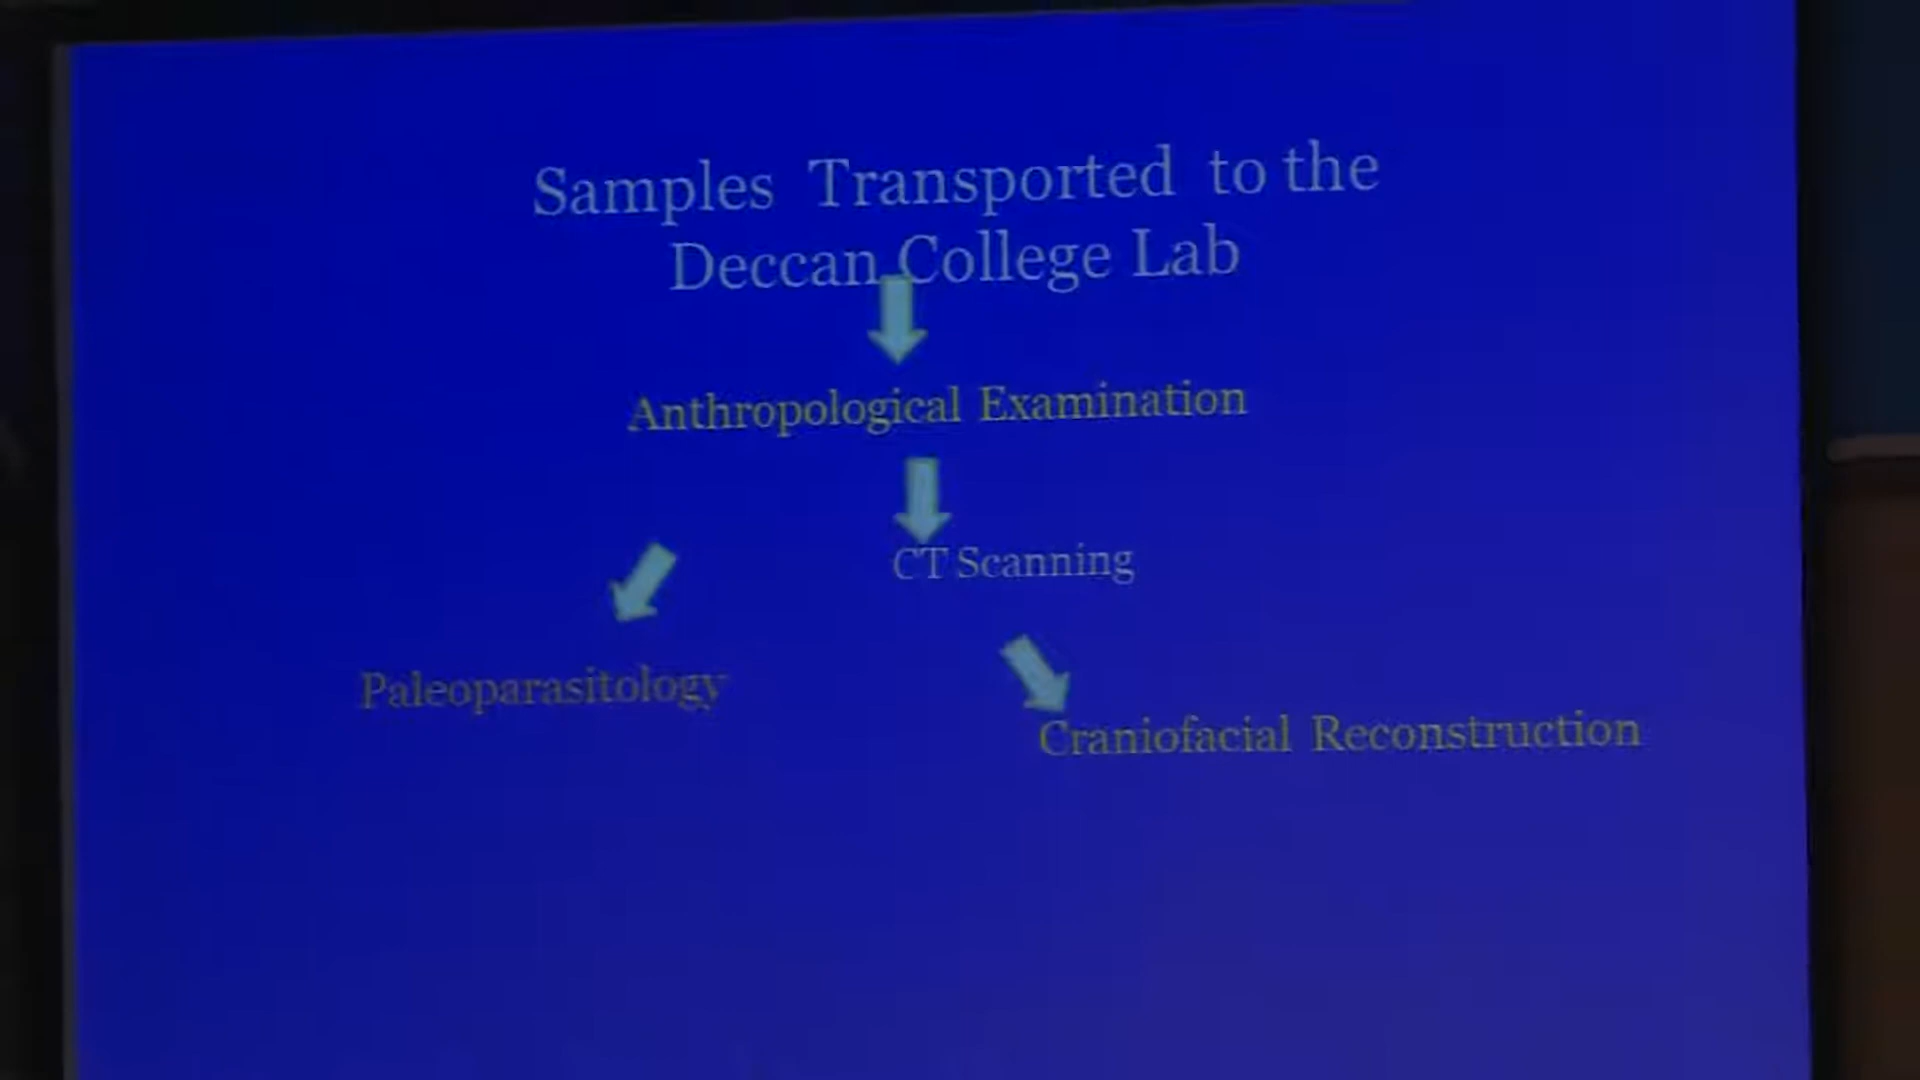 Samples Transported to the
Deccan College Lab
Anthropological Examination
CT Scanning
Paleoparasitology
Craniofacial Reconstruction